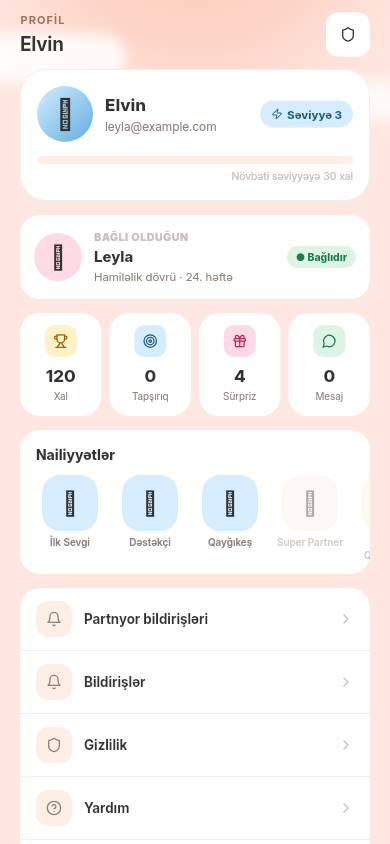 PROFİL
Elvin
Elvin
leyla@example.com
Səviyyə 3
Növbəti səviyyəyə 30 xal
BAĞLI OLDUĞUN
Leyla
Hamiləlik dövrü · 24. həftə
Bağlıdır
120
0
4
0
Xal
Tapşırıq
Sürpriz
Mesaj
Nailiyyətlər
İlk Sevgi
Dəstəkçi
Qayğıkeş
Super Partner
Partnyor bildirişləri
Bildirişlər
Gizlilik
Yardım